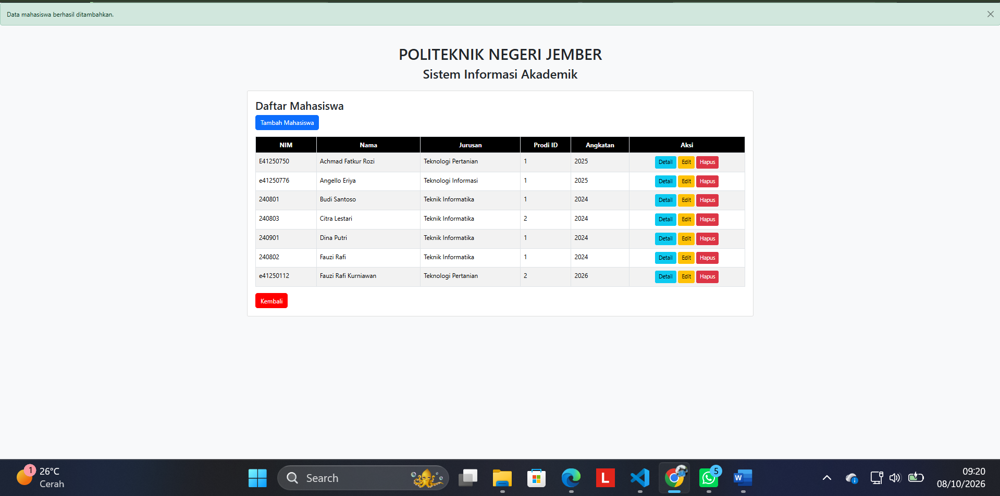 Data mahasiswa berhasil ditambahkan.
POLITEKNIK NEGERI JEMBER
Sistem Informasi Akademik
Daftar Mahasiswa
Tambah Mahasiswa
NIM Nama Jurusan Prodi ID Angkatan Aksi
E41250750 Achmad Fatkur Rozi Teknologi Pertanian 1 2025 Detail Edit Hapus
e41250776 Angello Eriya Teknologi Informasi 1 2025 Detail Edit Hapus
240801 Budi Santoso Teknik Informatika 1 2024 Detail Edit Hapus
240803 Citra Lestari Teknik Informatika 2 2024 Detail Edit Hapus
240901 Dina Putri Teknik Informatika 1 2024 Detail Edit Hapus
240802 Fauzi Rafi Teknik Informatika 1 2024 Detail Edit Hapus
e41250112 Fauzi Rafi Kurniawan Teknologi Pertanian 2 2026 Detail Edit Hapus
Kembali
1 26°C
Cerah
Search
L
5
W
09:20
08/10/2026